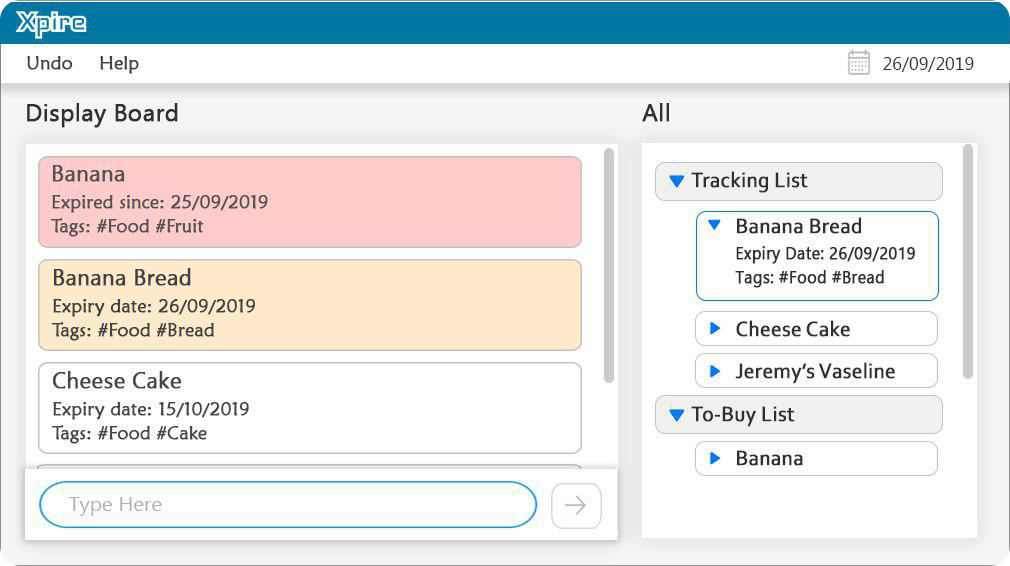 Xpire
Undo Help 26/09/2019
Display Board
Banana
Expired since: 25/09/2019
Tags: #Food #Fruit
Banana Bread
Expiry date: 26/09/2019
Tags: #Food #Bread
Cheese Cake
Expiry date: 15/10/2019
Tags: #Food #Cake
Type Here
All
Tracking List
Banana Bread
Expiry Date: 26/09/2019
Tags: #Food #Bread
Cheese Cake
Jeremy’s Vaseline
To-Buy List
Banana